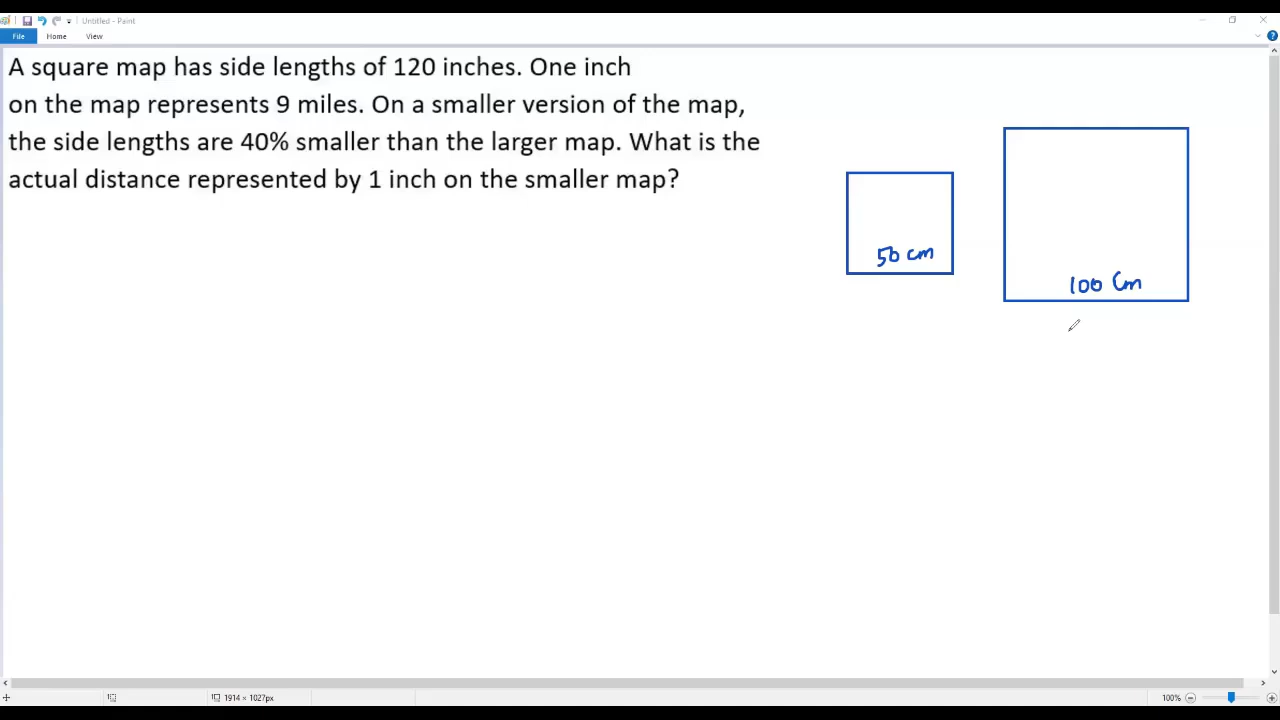 Untitled - Paint
File Home View
A square map has side lengths of 120 inches. One inch
on the map represents 9 miles. On a smaller version of the map,
the side lengths are 40% smaller than the larger map. What is the
actual distance represented by 1 inch on the smaller map?
50 cm
100 cm
1914 × 1027px
100%